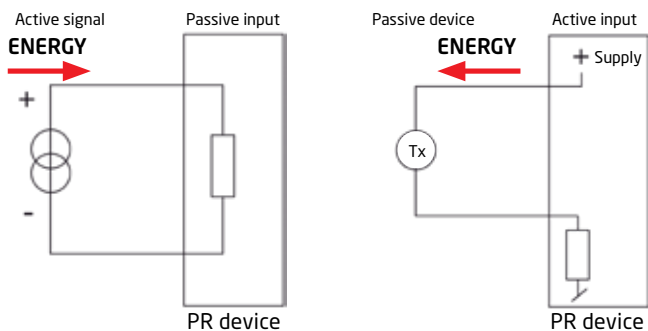 Active signal
Passive input
ENERGY
+
-
PR device
Passive device
Active input
ENERGY
+ Supply
Tx
PR device